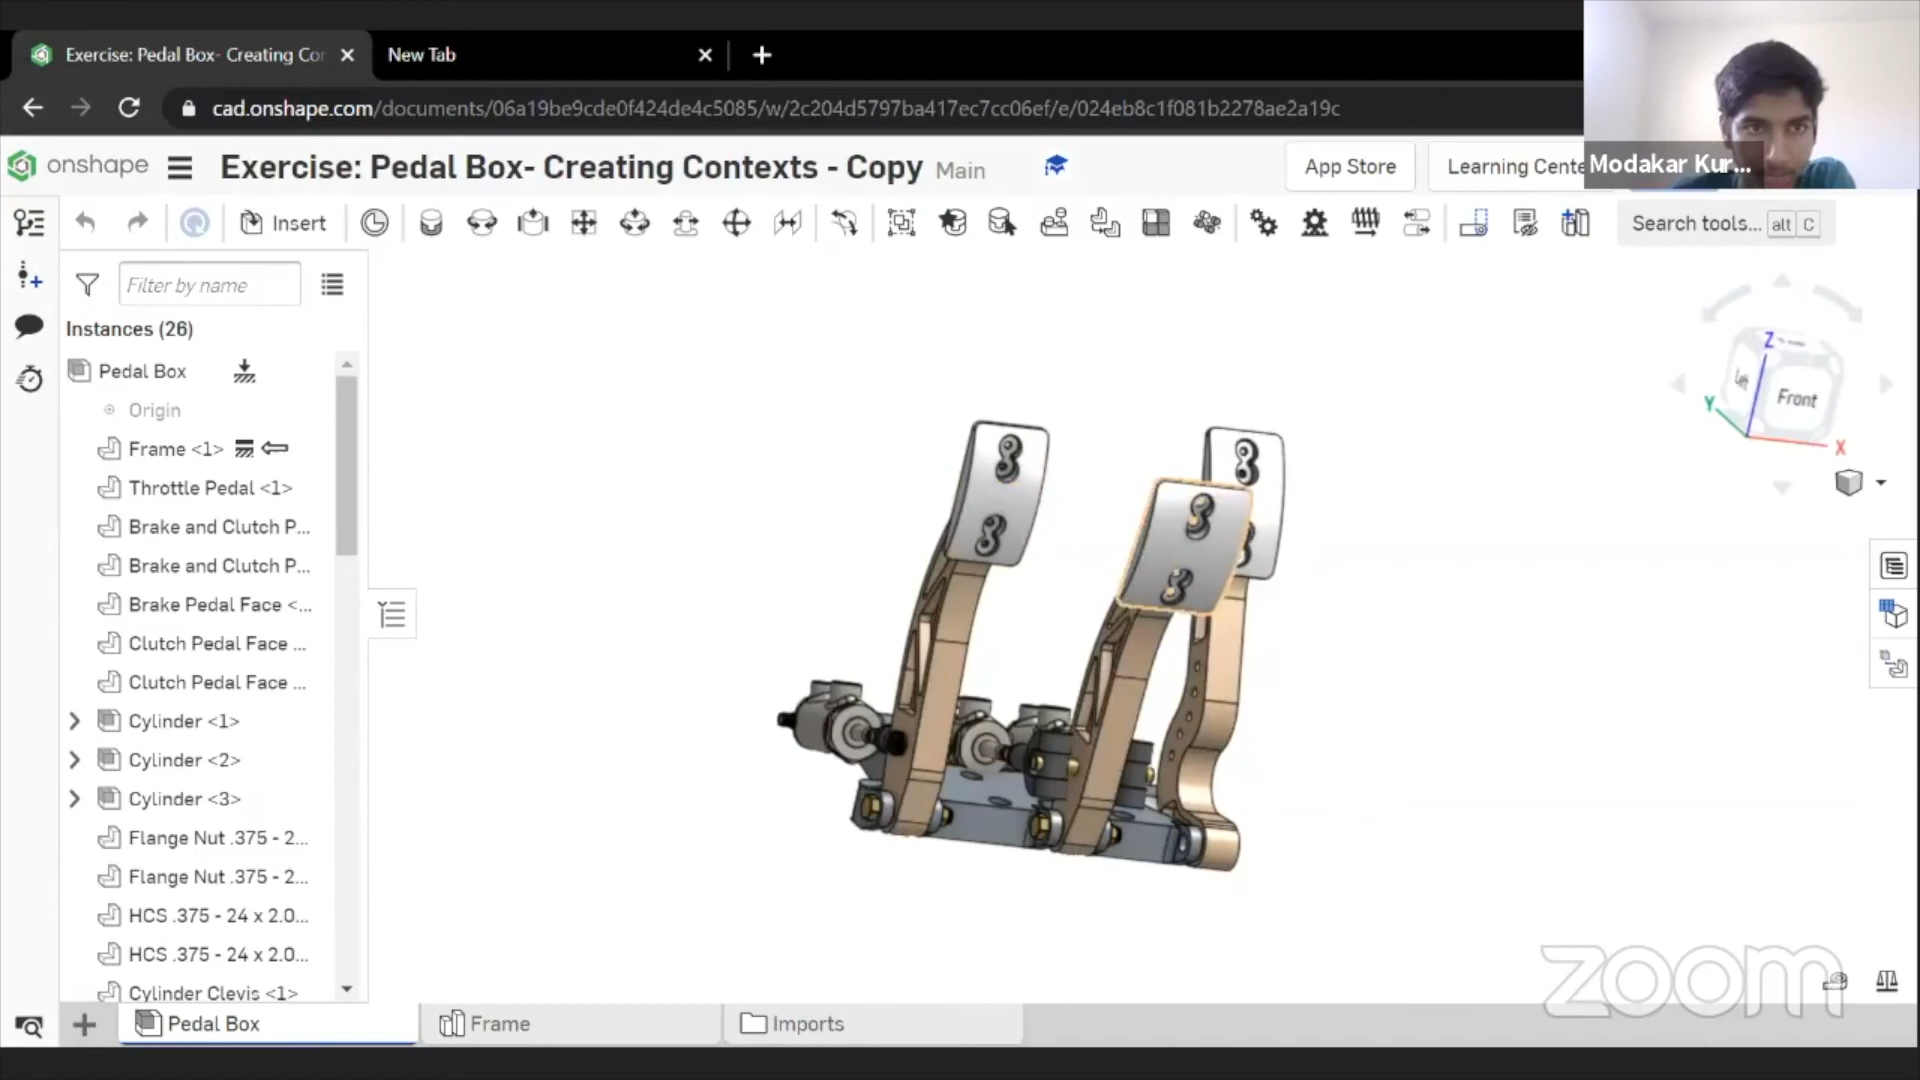 Exercise: Pedal Box- Creating Cor
New Tab
cad.onshape.com/documents/06a19be9cde0f424de4c5085/w/2c204d5797ba417ec7cc06ef/e/024eb8c1f081b2278ae2a19c
onshape
Exercise: Pedal Box- Creating Contexts - Copy Main
App Store
Learning Cente
Modakar Kur...
Insert
Search tools... alt C
Filter by name
Instances (26)
Pedal Box
Origin
Frame <1>
Throttle Pedal <1>
Brake and Clutch P...
Brake and Clutch P...
Brake Pedal Face <...
Clutch Pedal Face ...
Clutch Pedal Face ...
Cylinder <1>
Cylinder <2>
Cylinder <3>
Flange Nut .375 - 2...
Flange Nut .375 - 2...
HCS .375 - 24 x 2.0...
HCS .375 - 24 x 2.0...
Cylinder Clevis <1>
Z
Left
Front
Y
X
zoom
Pedal Box
Frame
Imports